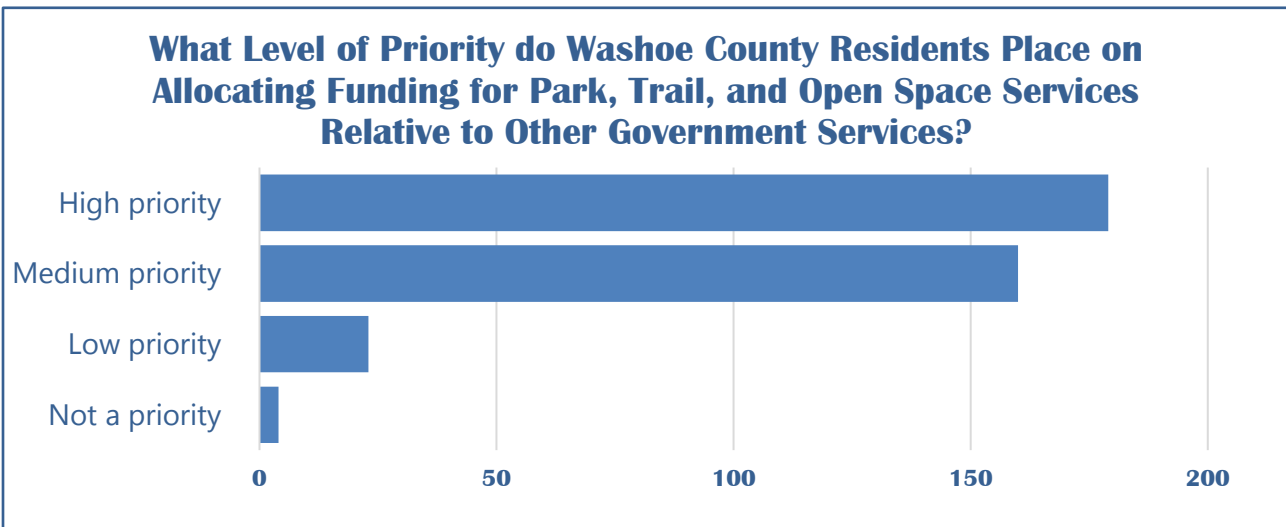 What Level of Priority do Washoe County Residents Place on
Allocating Funding for Park, Trail, and Open Space Services
Relative to Other Government Services?
High priority
Medium priority
Low priority
Not a priority
0 50 100 150 200